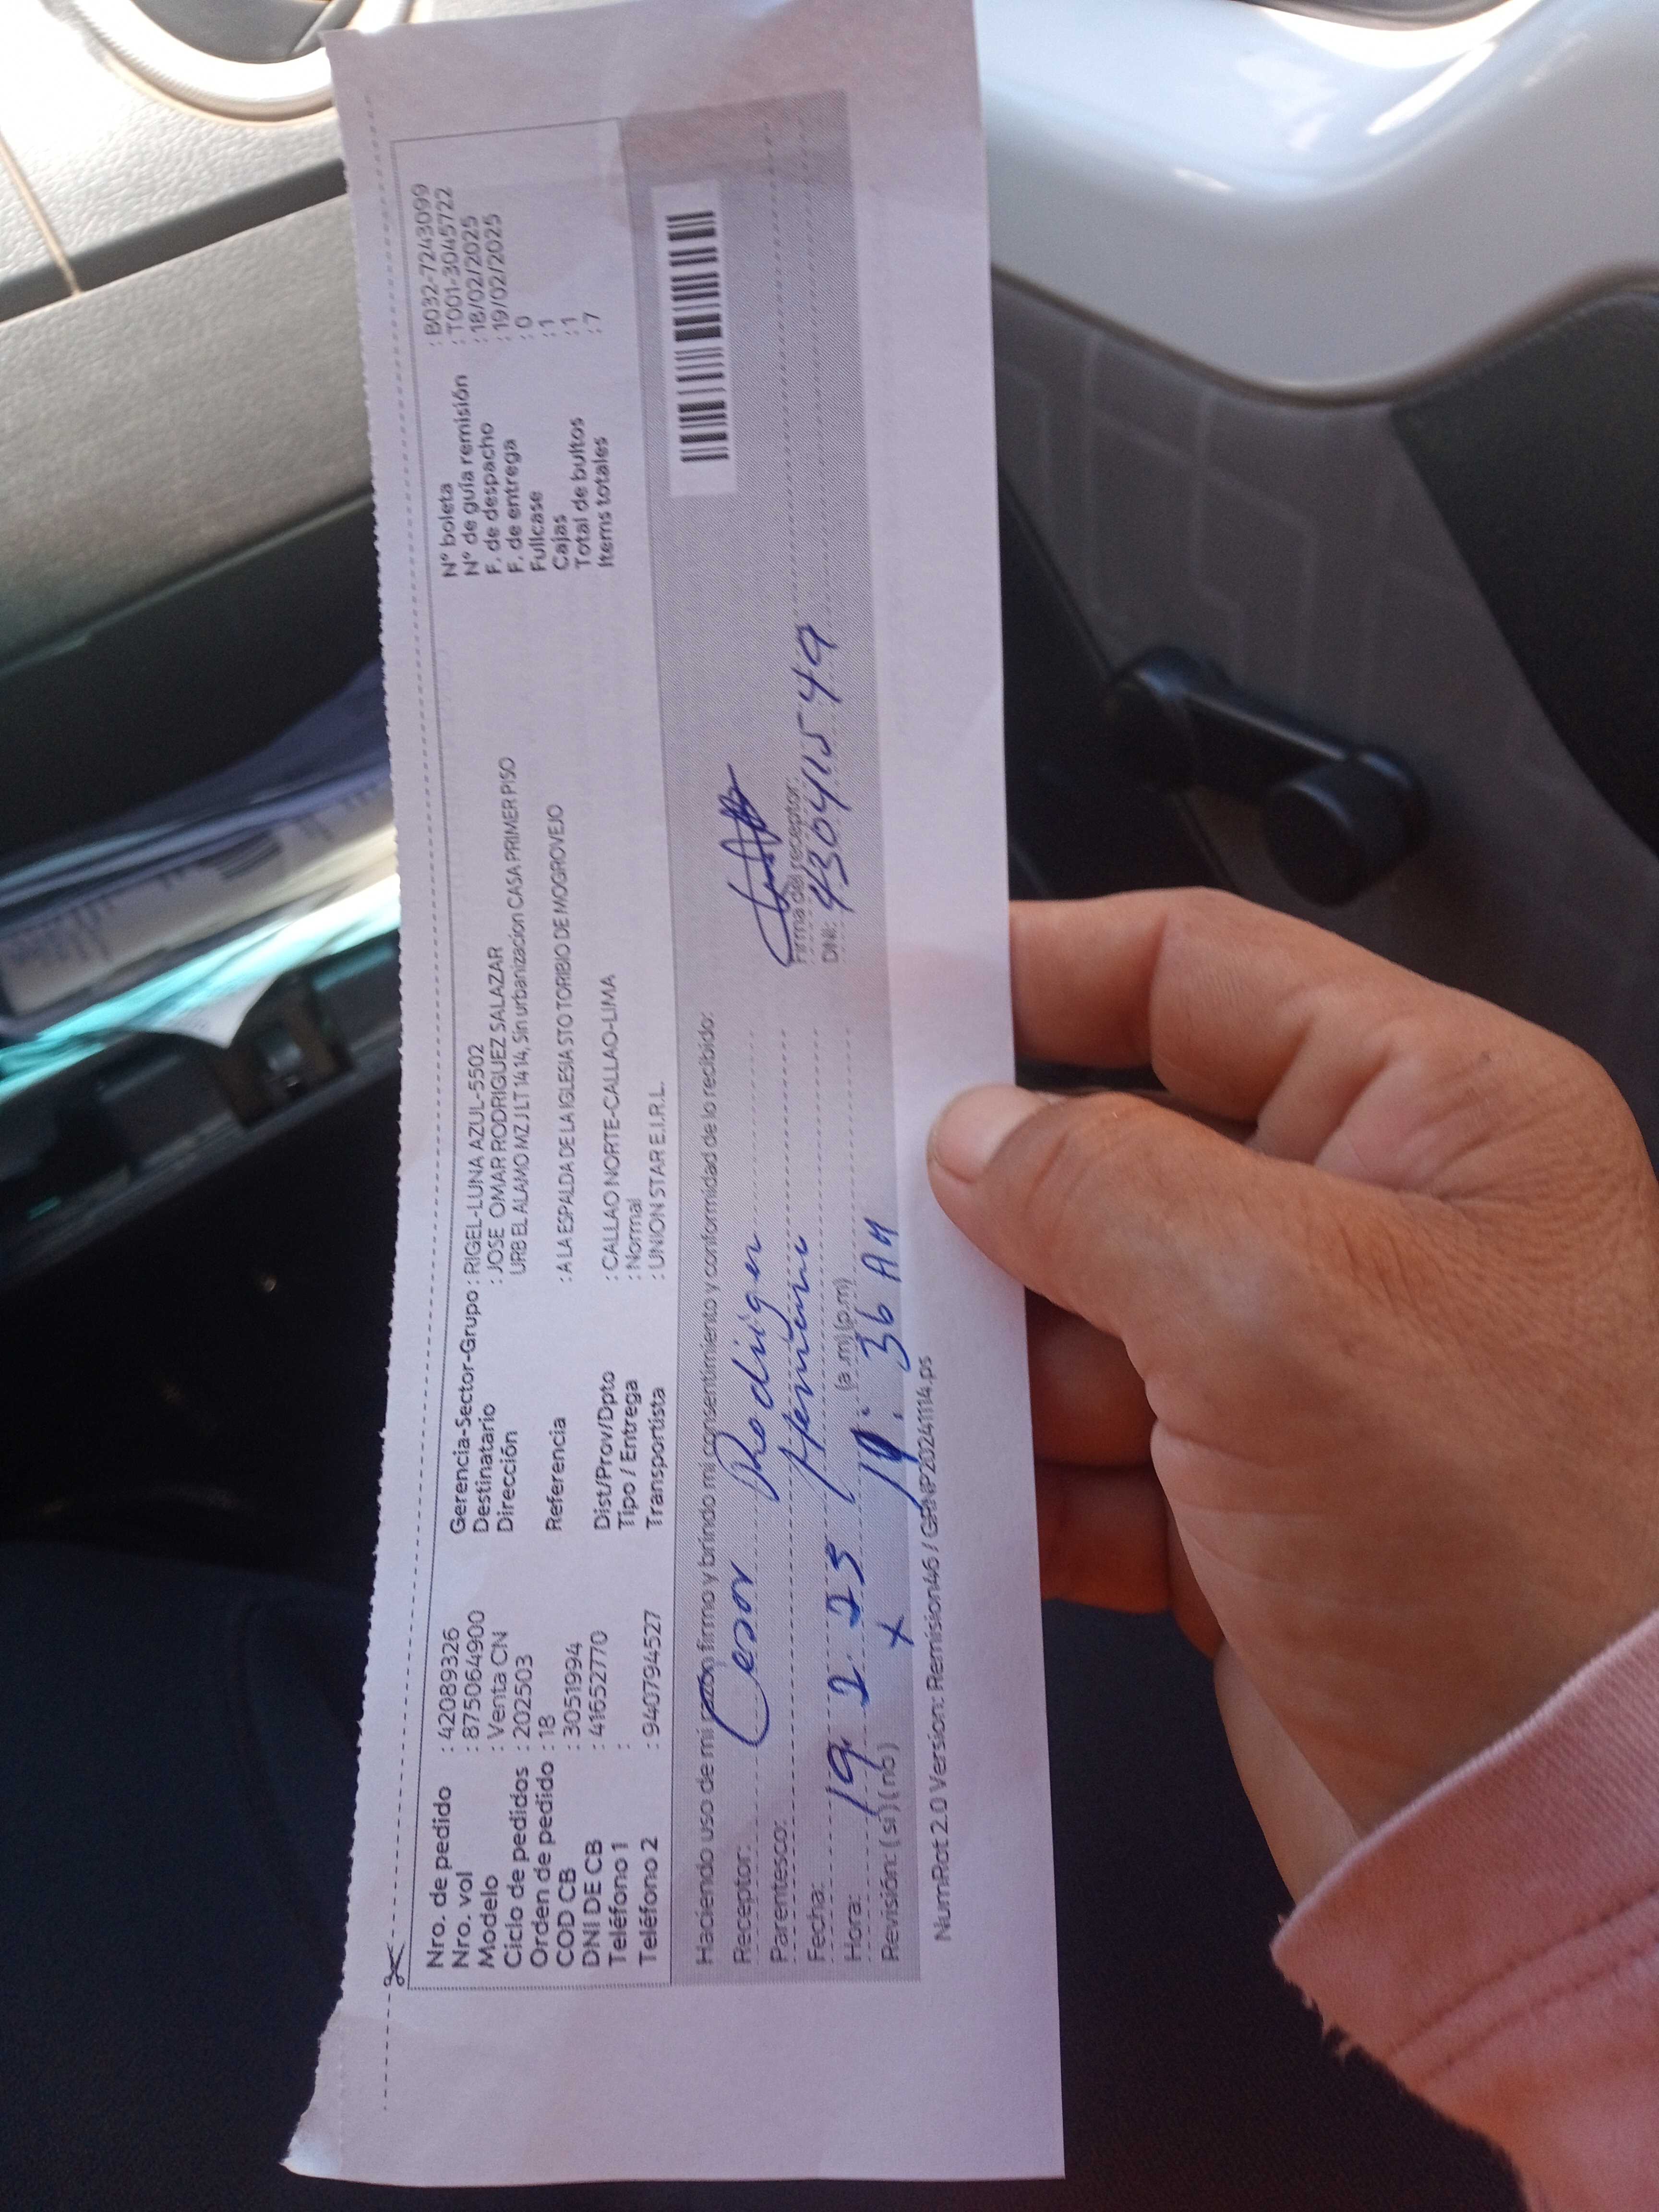 Nro. de pedido : 42089326
Nro. vol : 875064900
Modelo : Venta CN
Ciclo de pedidos : 202503
Orden de pedido : 18
COD CB : 3051994
DNI DE CB : 41652770
Teléfono 1 :
Teléfono 2 : 940794527
Gerencia-Sector-Grupo : RIGEL-LUNA AZUL-5502
Destinatario : JOSE OMAR RODRIGUEZ SALAZAR
Dirección URB EL ALAMO MZ J LT 14 14, Sin urbanizacion CASA PRIMER PISO
Referencia : A LA ESPALDA DE LA IGLESIA STO TORIBIO DE MOGROVEJO
Dist/Prov/Dpto : CALLAO NORTE-CALLAO-LIMA
Tipo / Entrega : Normal
Transportista : UNION STAR E.I.R.L.
N° boleta : B032-7243099
N° de guía remisión : T001-3045722
F. de despacho : 18/02/2025
F. de entrega : 19/02/2025
Fullcase : 0
Cajas : 1
Total de bultos : 1
Items totales : 7
Haciendo uso de mi razón firmo y brindo mi consentimiento y conformidad de lo recibido:
Receptor: Cesar Rodriguez
Parentesco: Hermano
Fecha: 19 2 25
Hora: 11:36 AM (a.m) (p.m)
Revisión: (si) (no) x
Firma del receptor:
DNI: 43041549
NumRot 2.0 Version: Remision46 / GRNP20241114.ps